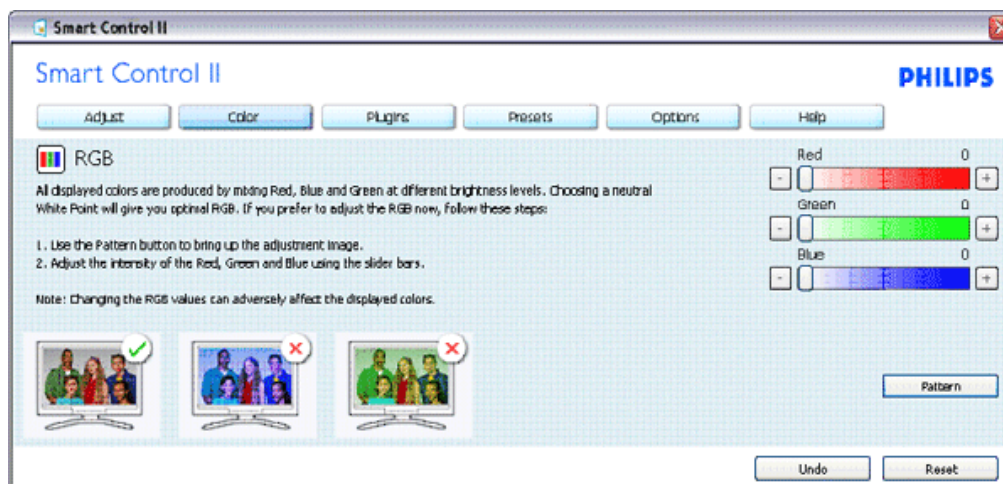 Smart Control II
Smart Control II
PHILIPS
Adjust
Color
Plugins
Presets
Options
Help
RGB
All displayed colors are produced by mixing Red, Blue and Green at different brightness levels. Choosing a neutral
White Point will give you optimal RGB. If you prefer to adjust the RGB now, follow these steps:
1. Use the Pattern button to bring up the adjustment image.
2. Adjust the intensity of the Red, Green and Blue using the slider bars.
Note: Changing the RGB values can adversely affect the displayed colors.
Red 0
- +
Green 0
- +
Blue 0
- +
Pattern
Undo
Reset